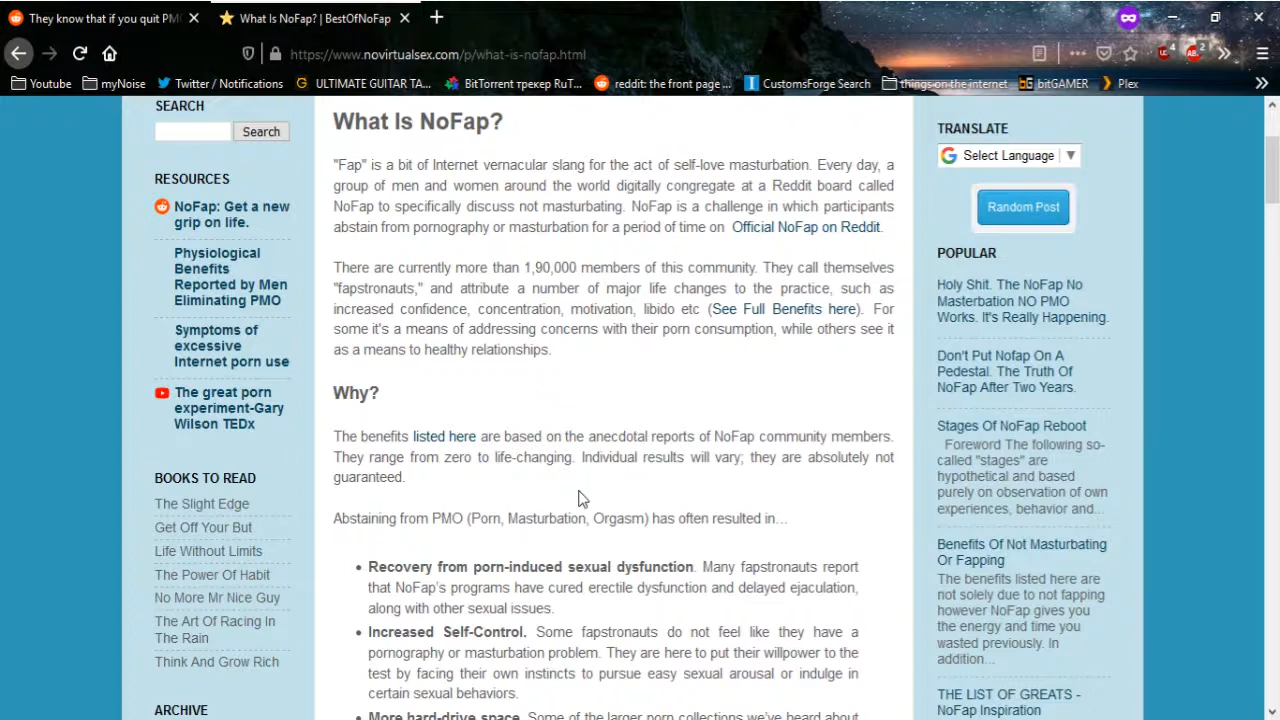 They know that if you quit PM
What Is NoFap? | BestOfNoFap
https://www.novirtualsex.com/p/what-is-nofap.html
4
2
Youtube
myNoise
Twitter / Notifications
ULTIMATE GUITAR TA...
BitTorrent трекер RuT...
reddit: the front page ...
CustomsForge Search
things on the internet
bitGAMER
Plex
SEARCH
Search
RESOURCES
NoFap: Get a new
grip on life.
Physiological
Benefits
Reported by Men
Eliminating PMO
Symptoms of
excessive
Internet porn use
The great porn
experiment-Gary
Wilson TEDx
BOOKS TO READ
The Slight Edge
Get Off Your But
Life Without Limits
The Power Of Habit
No More Mr Nice Guy
The Art Of Racing In
The Rain
Think And Grow Rich
ARCHIVE
What Is NoFap?
"Fap" is a bit of Internet vernacular slang for the act of self-love masturbation. Every day, a
group of men and women around the world digitally congregate at a Reddit board called
NoFap to specifically discuss not masturbating. NoFap is a challenge in which participants
abstain from pornography or masturbation for a period of time on Official NoFap on Reddit.
There are currently more than 1,90,000 members of this community. They call themselves
"fapstronauts," and attribute a number of major life changes to the practice, such as
increased confidence, concentration, motivation, libido etc (See Full Benefits here). For
some it's a means of addressing concerns with their porn consumption, while others see it
as a means to healthy relationships.
Why?
The benefits listed here are based on the anecdotal reports of NoFap community members.
They range from zero to life-changing. Individual results will vary; they are absolutely not
guaranteed.
Abstaining from PMO (Porn, Masturbation, Orgasm) has often resulted in...
• Recovery from porn-induced sexual dysfunction. Many fapstronauts report
that NoFap's programs have cured erectile dysfunction and delayed ejaculation,
along with other sexual issues.
• Increased Self-Control. Some fapstronauts do not feel like they have a
pornography or masturbation problem. They are here to put their willpower to the
test by facing their own instincts to pursue easy sexual arousal or indulge in
certain sexual behaviors.
• More hard-drive space. Some of the larger porn collections we've heard about
TRANSLATE
Select Language
Random Post
POPULAR
Holy Shit. The NoFap No
Masterbation NO PMO
Works. It's Really Happening.
Don't Put Nofap On A
Pedestal. The Truth Of
NoFap After Two Years.
Stages Of NoFap Reboot
Foreword The following so-
called "stages" are
hypothetical and based
purely on observation of own
experiences, behavior and...
Benefits Of Not Masturbating
Or Fapping
The benefits listed here are
not solely due to not fapping
however NoFap gives you
the energy and time you
wasted previously. In
addition...
THE LIST OF GREATS -
NoFap Inspiration